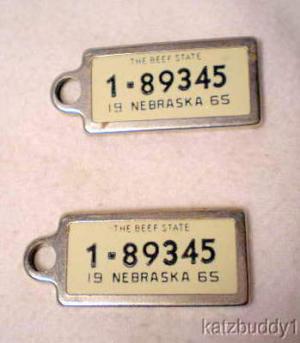 THE BEEF STATE
1-89345
19 NEBRASKA 65
THE BEEF STATE
1-89345
19 NEBRASKA 65
katzbuddy1